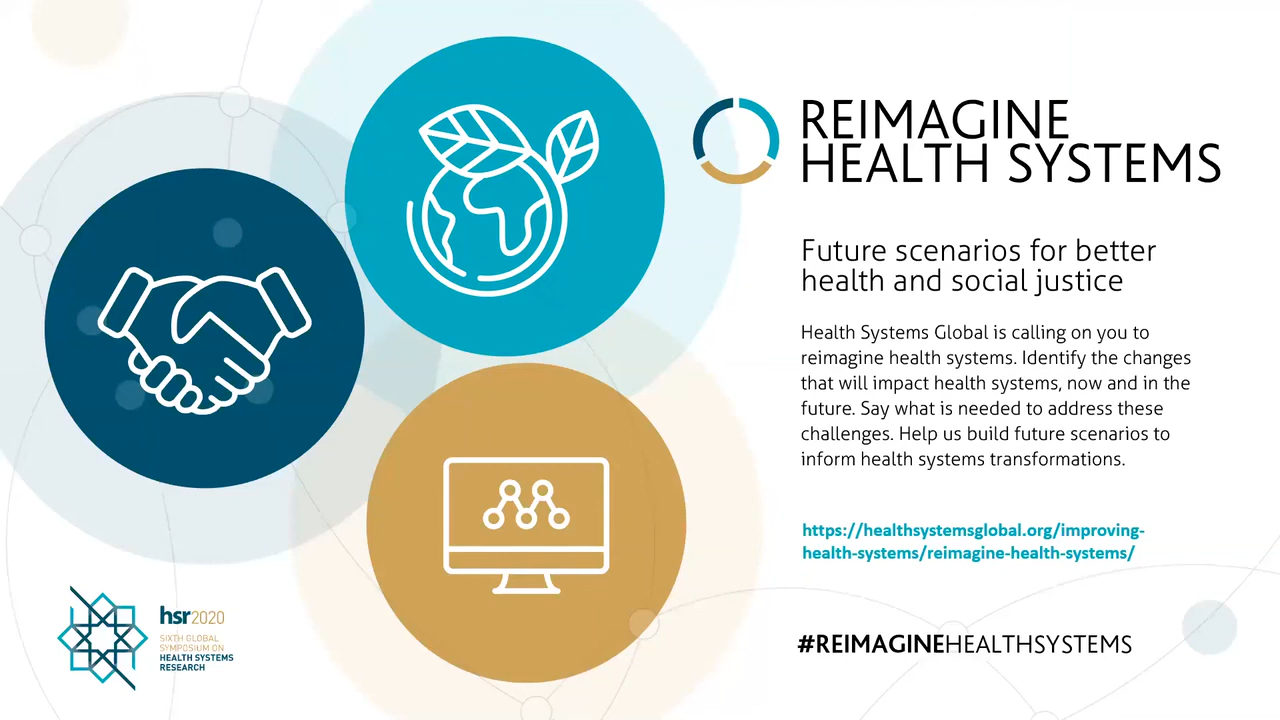 REIMAGINE
HEALTH SYSTEMS
Future scenarios for better
health and social justice
Health Systems Global is calling on you to
reimagine health systems. Identify the changes
that will impact health systems, now and in the
future. Say what is needed to address these
challenges. Help us build future scenarios to
inform health systems transformations.
https://healthsystemsglobal.org/improving-
health-systems/reimagine-health-systems/
#REIMAGINEHEALTHSYSTEMS
hsr2020
SIXTH GLOBAL
SYMPOSIUM ON
HEALTH SYSTEMS
RESEARCH